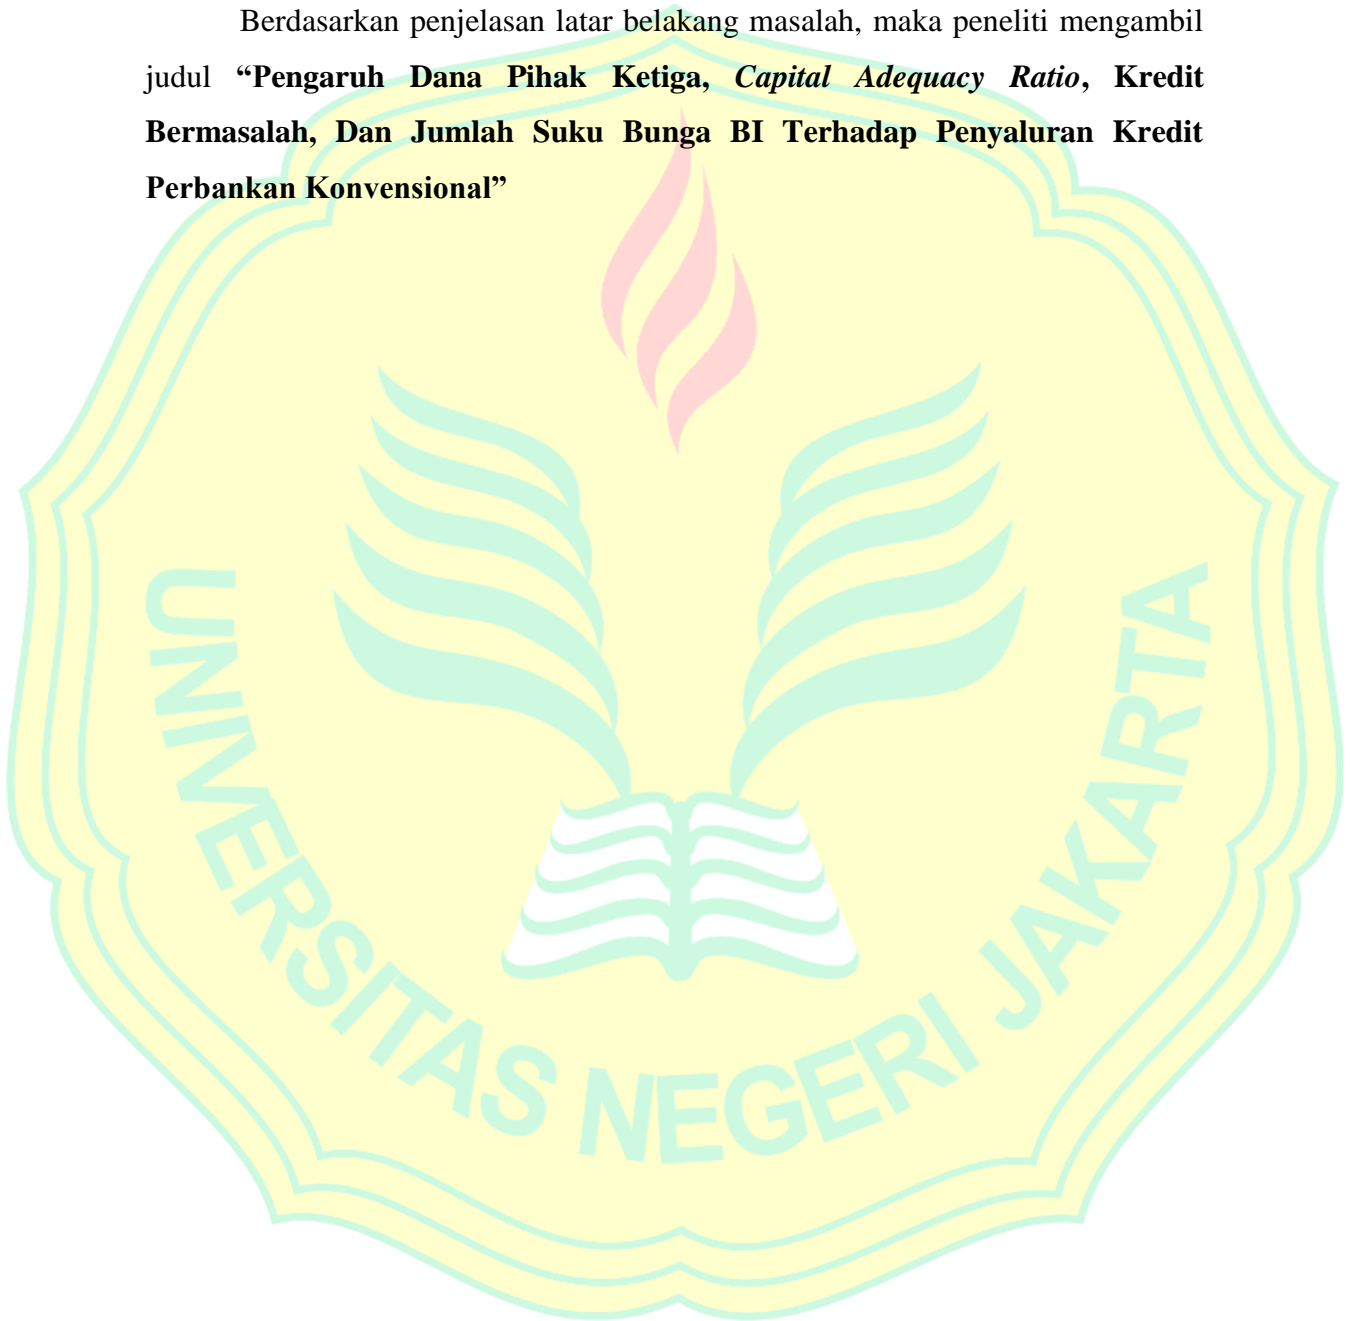 Berdasarkan penjelasan latar belakang masalah, maka peneliti mengambil
judul “Pengaruh Dana Pihak Ketiga, Capital Adequacy Ratio, Kredit
Bermasalah, Dan Jumlah Suku Bunga BI Terhadap Penyaluran Kredit
Perbankan Konvensional”
UNIVERSITAS NEGERI JAKARTA